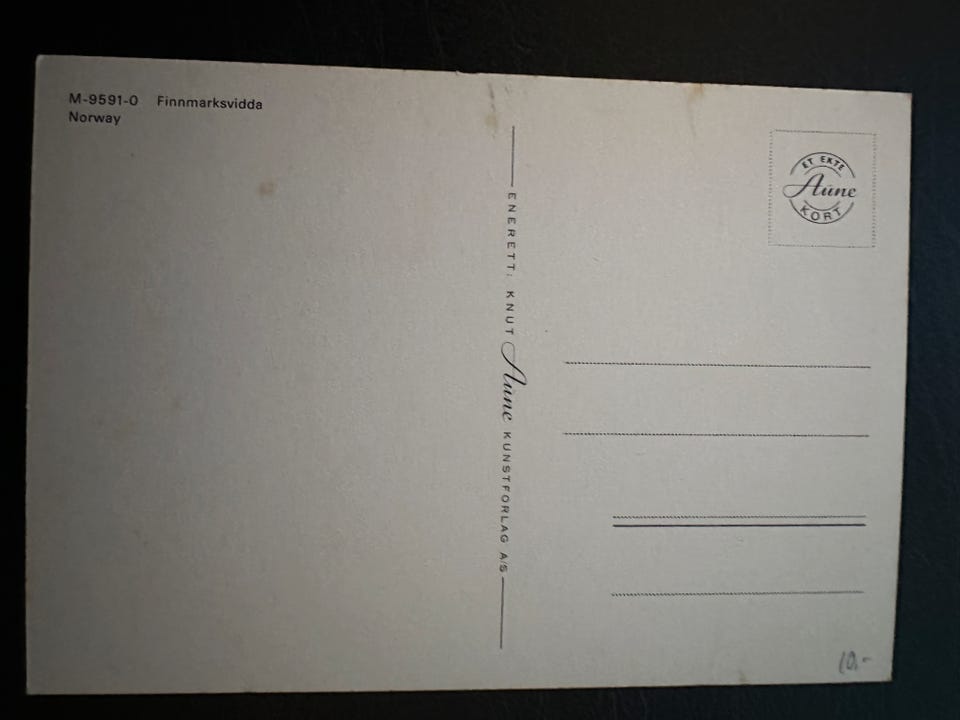 M-9591-0 Finnmarksvidda
Norway
ENERETT: KNUT Aune KUNSTFORLAG A/S
ET EKTE
Aune
KORT
10.-